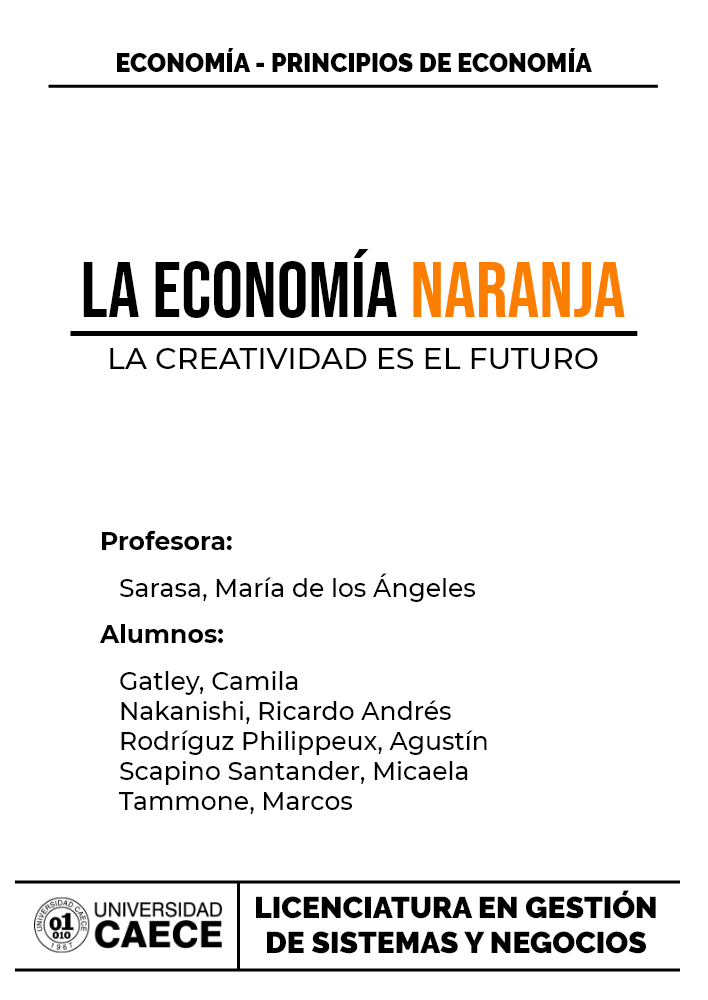 ECONOMÍA - PRINCIPIOS DE ECONOMÍA
LA ECONOMÍA NARANJA
LA CREATIVIDAD ES EL FUTURO
Profesora:
Sarasa, María de los Ángeles
Alumnos:
Gatley, Camila
Nakanishi, Ricardo Andrés
Rodríguz Philippeux, Agustín
Scapino Santander, Micaela
Tammone, Marcos
UNIVERSIDAD CAECE
o1
010
1967
UNIVERSIDAD
CAECE
LICENCIATURA EN GESTIÓN
DE SISTEMAS Y NEGOCIOS